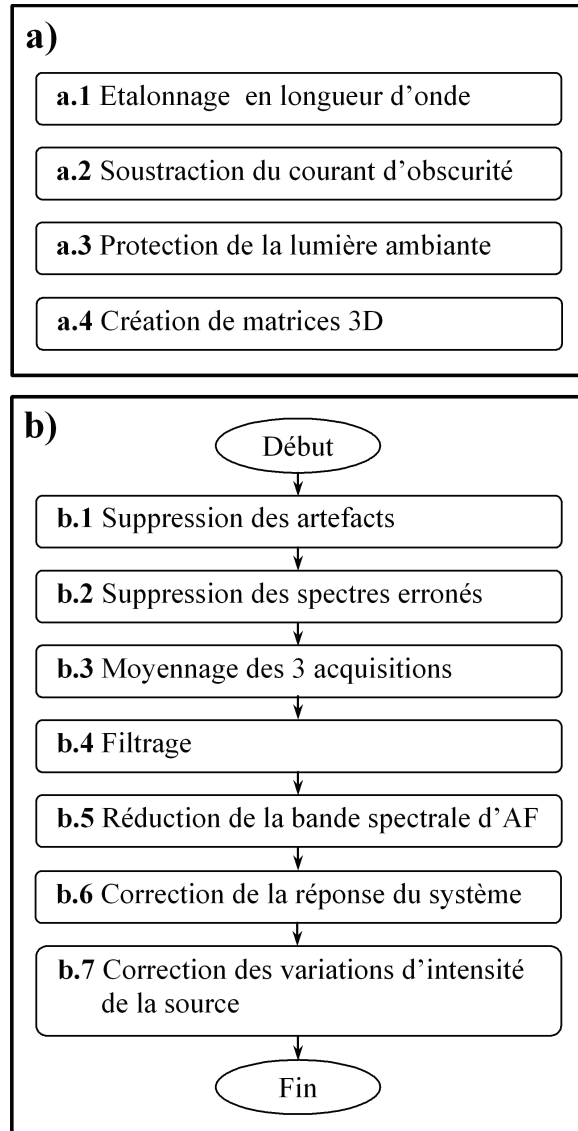 a)
a.1 Etalonnage en longueur d'onde
a.2 Soustraction du courant d'obscurité
a.3 Protection de la lumière ambiante
a.4 Création de matrices 3D
b)
Début
b.1 Suppression des artefacts
b.2 Suppression des spectres erronés
b.3 Moyennage des 3 acquisitions
b.4 Filtrage
b.5 Réduction de la bande spectrale d'AF
b.6 Correction de la réponse du système
b.7 Correction des variations d'intensité
de la source
Fin